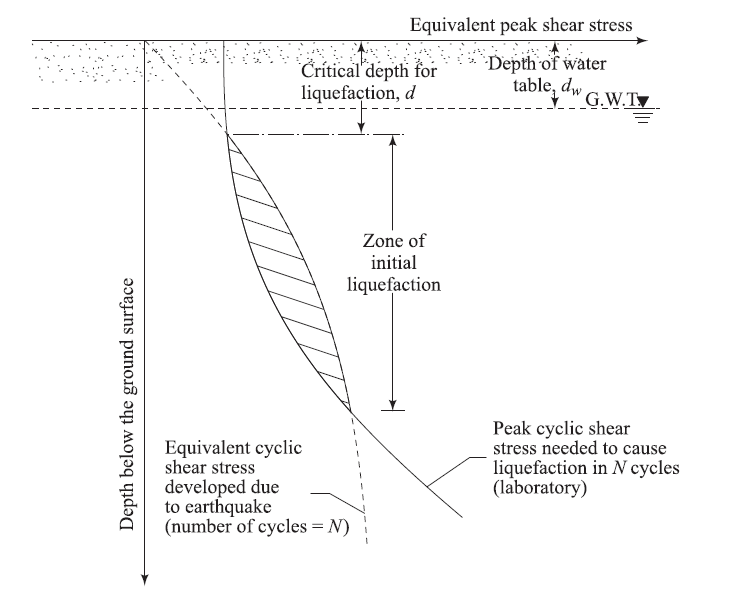 Equivalent peak shear stress
Critical depth for
liquefaction, d
Depth of water
table, dw
G.W.T.
Zone of
initial
liquefaction
Depth below the ground surface
Equivalent cyclic
shear stress
developed due
to earthquake
(number of cycles = N)
Peak cyclic shear
stress needed to cause
liquefaction in N cycles
(laboratory)